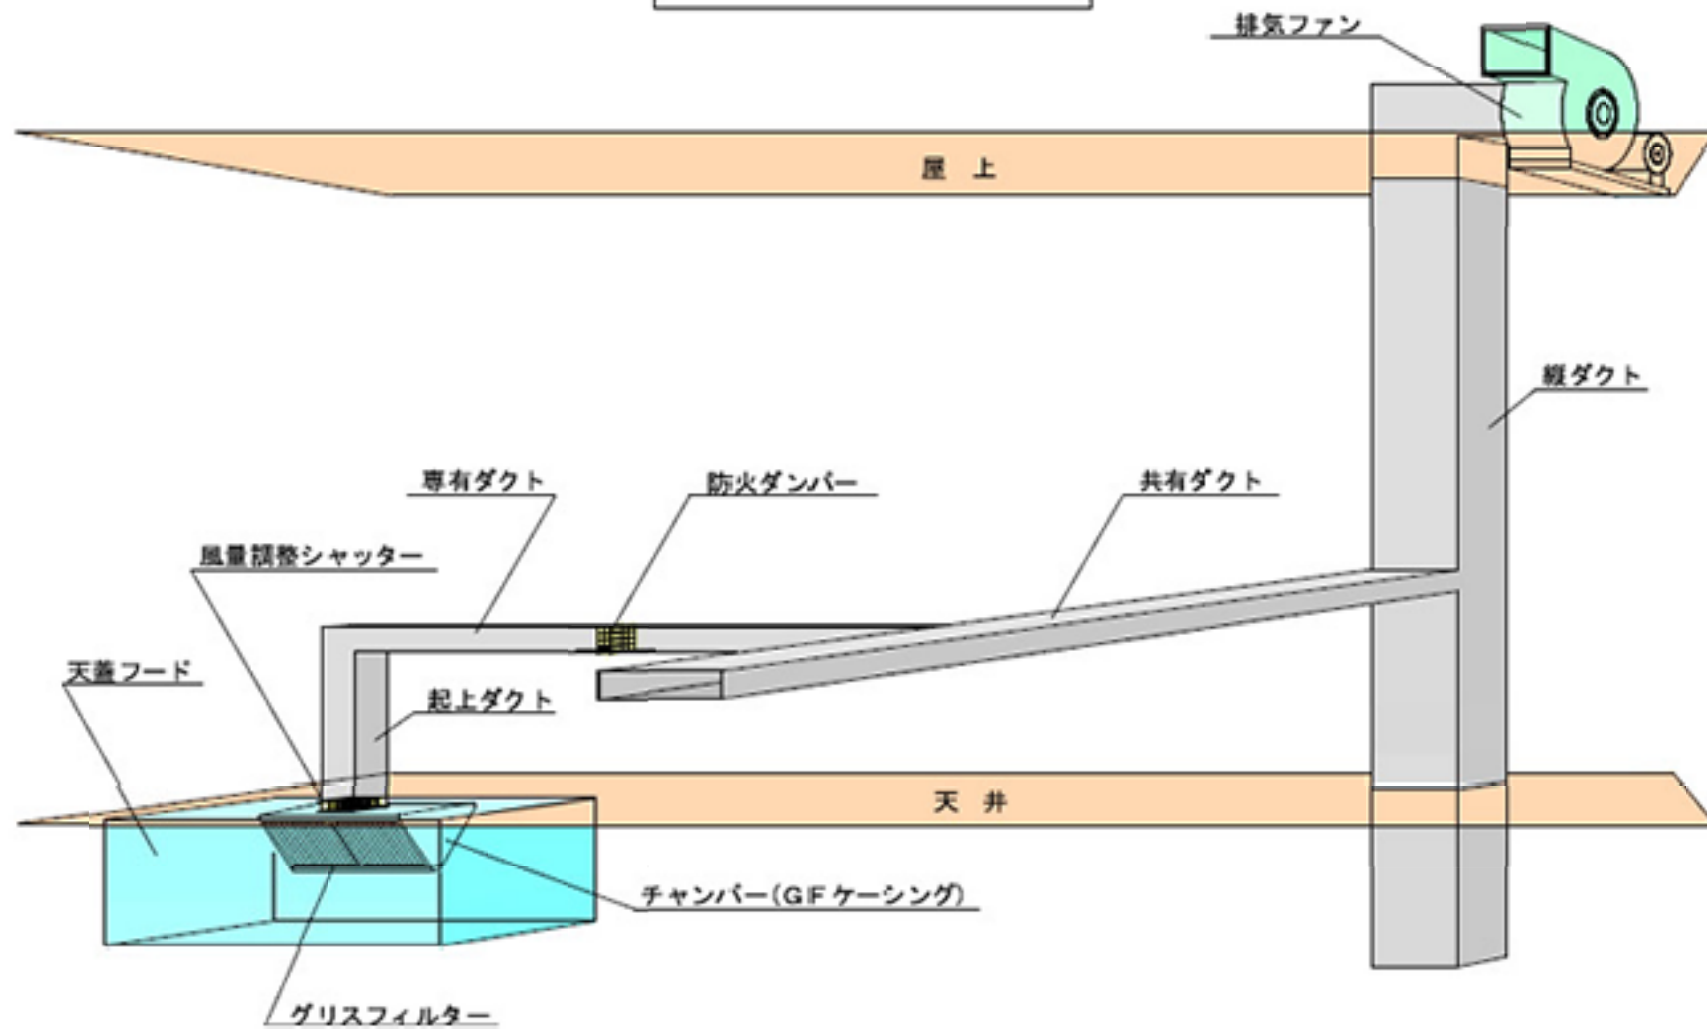 排気ファン
屋上
縦ダクト
専有ダクト
防火ダンパー
共有ダクト
風量調整シャッター
天蓋フード
起上ダクト
天井
チャンバー(GFケーシング)
グリスフィルター